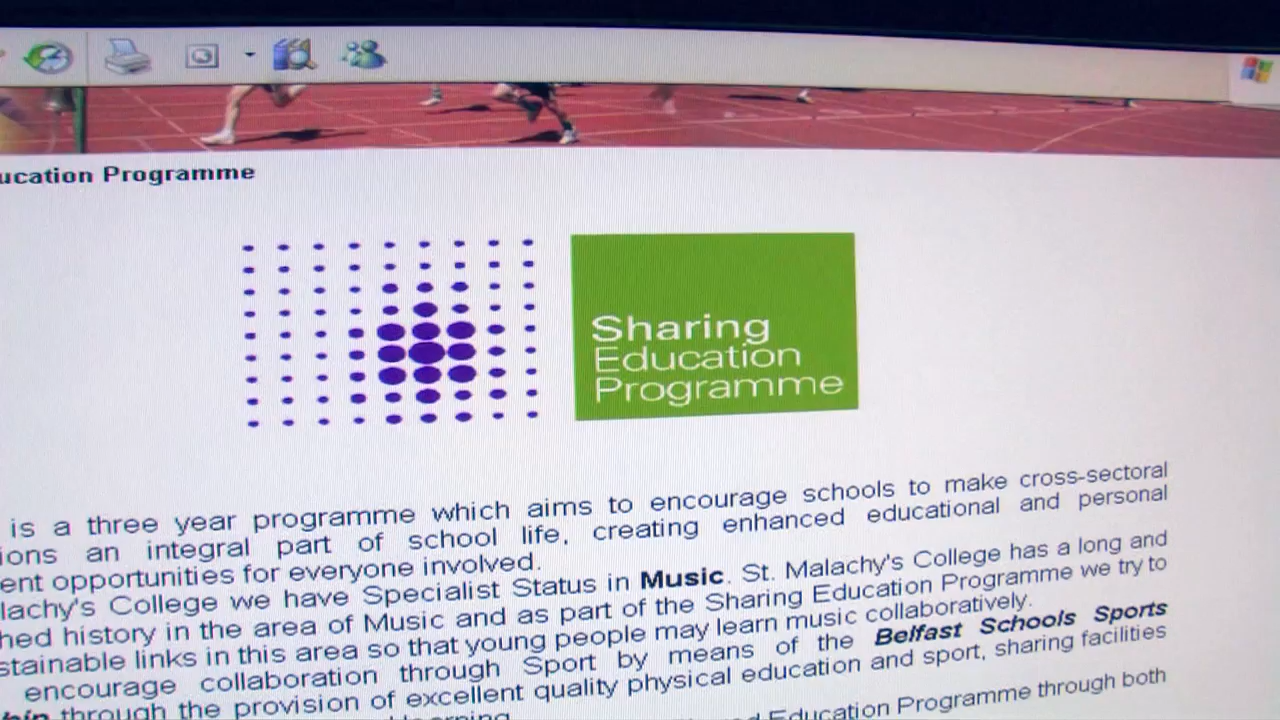 ucation Programme
Sharing
Education
Programme
is a three year programme which aims to encourage schools to make cross-sectoral
ions an integral part of school life, creating enhanced educational and personal
ent opportunities for everyone involved.
lachy's College we have Specialist Status in Music. St. Malachy's College has a long and
hed history in the area of Music and as part of the Sharing Education Programme we try to
stainable links in this area so that young people may learn music collaboratively.
encourage collaboration through Sport by means of the Belfast Schools Sports
hip through the provision of excellent quality physical education and sport, sharing facilities
Education Programme through both